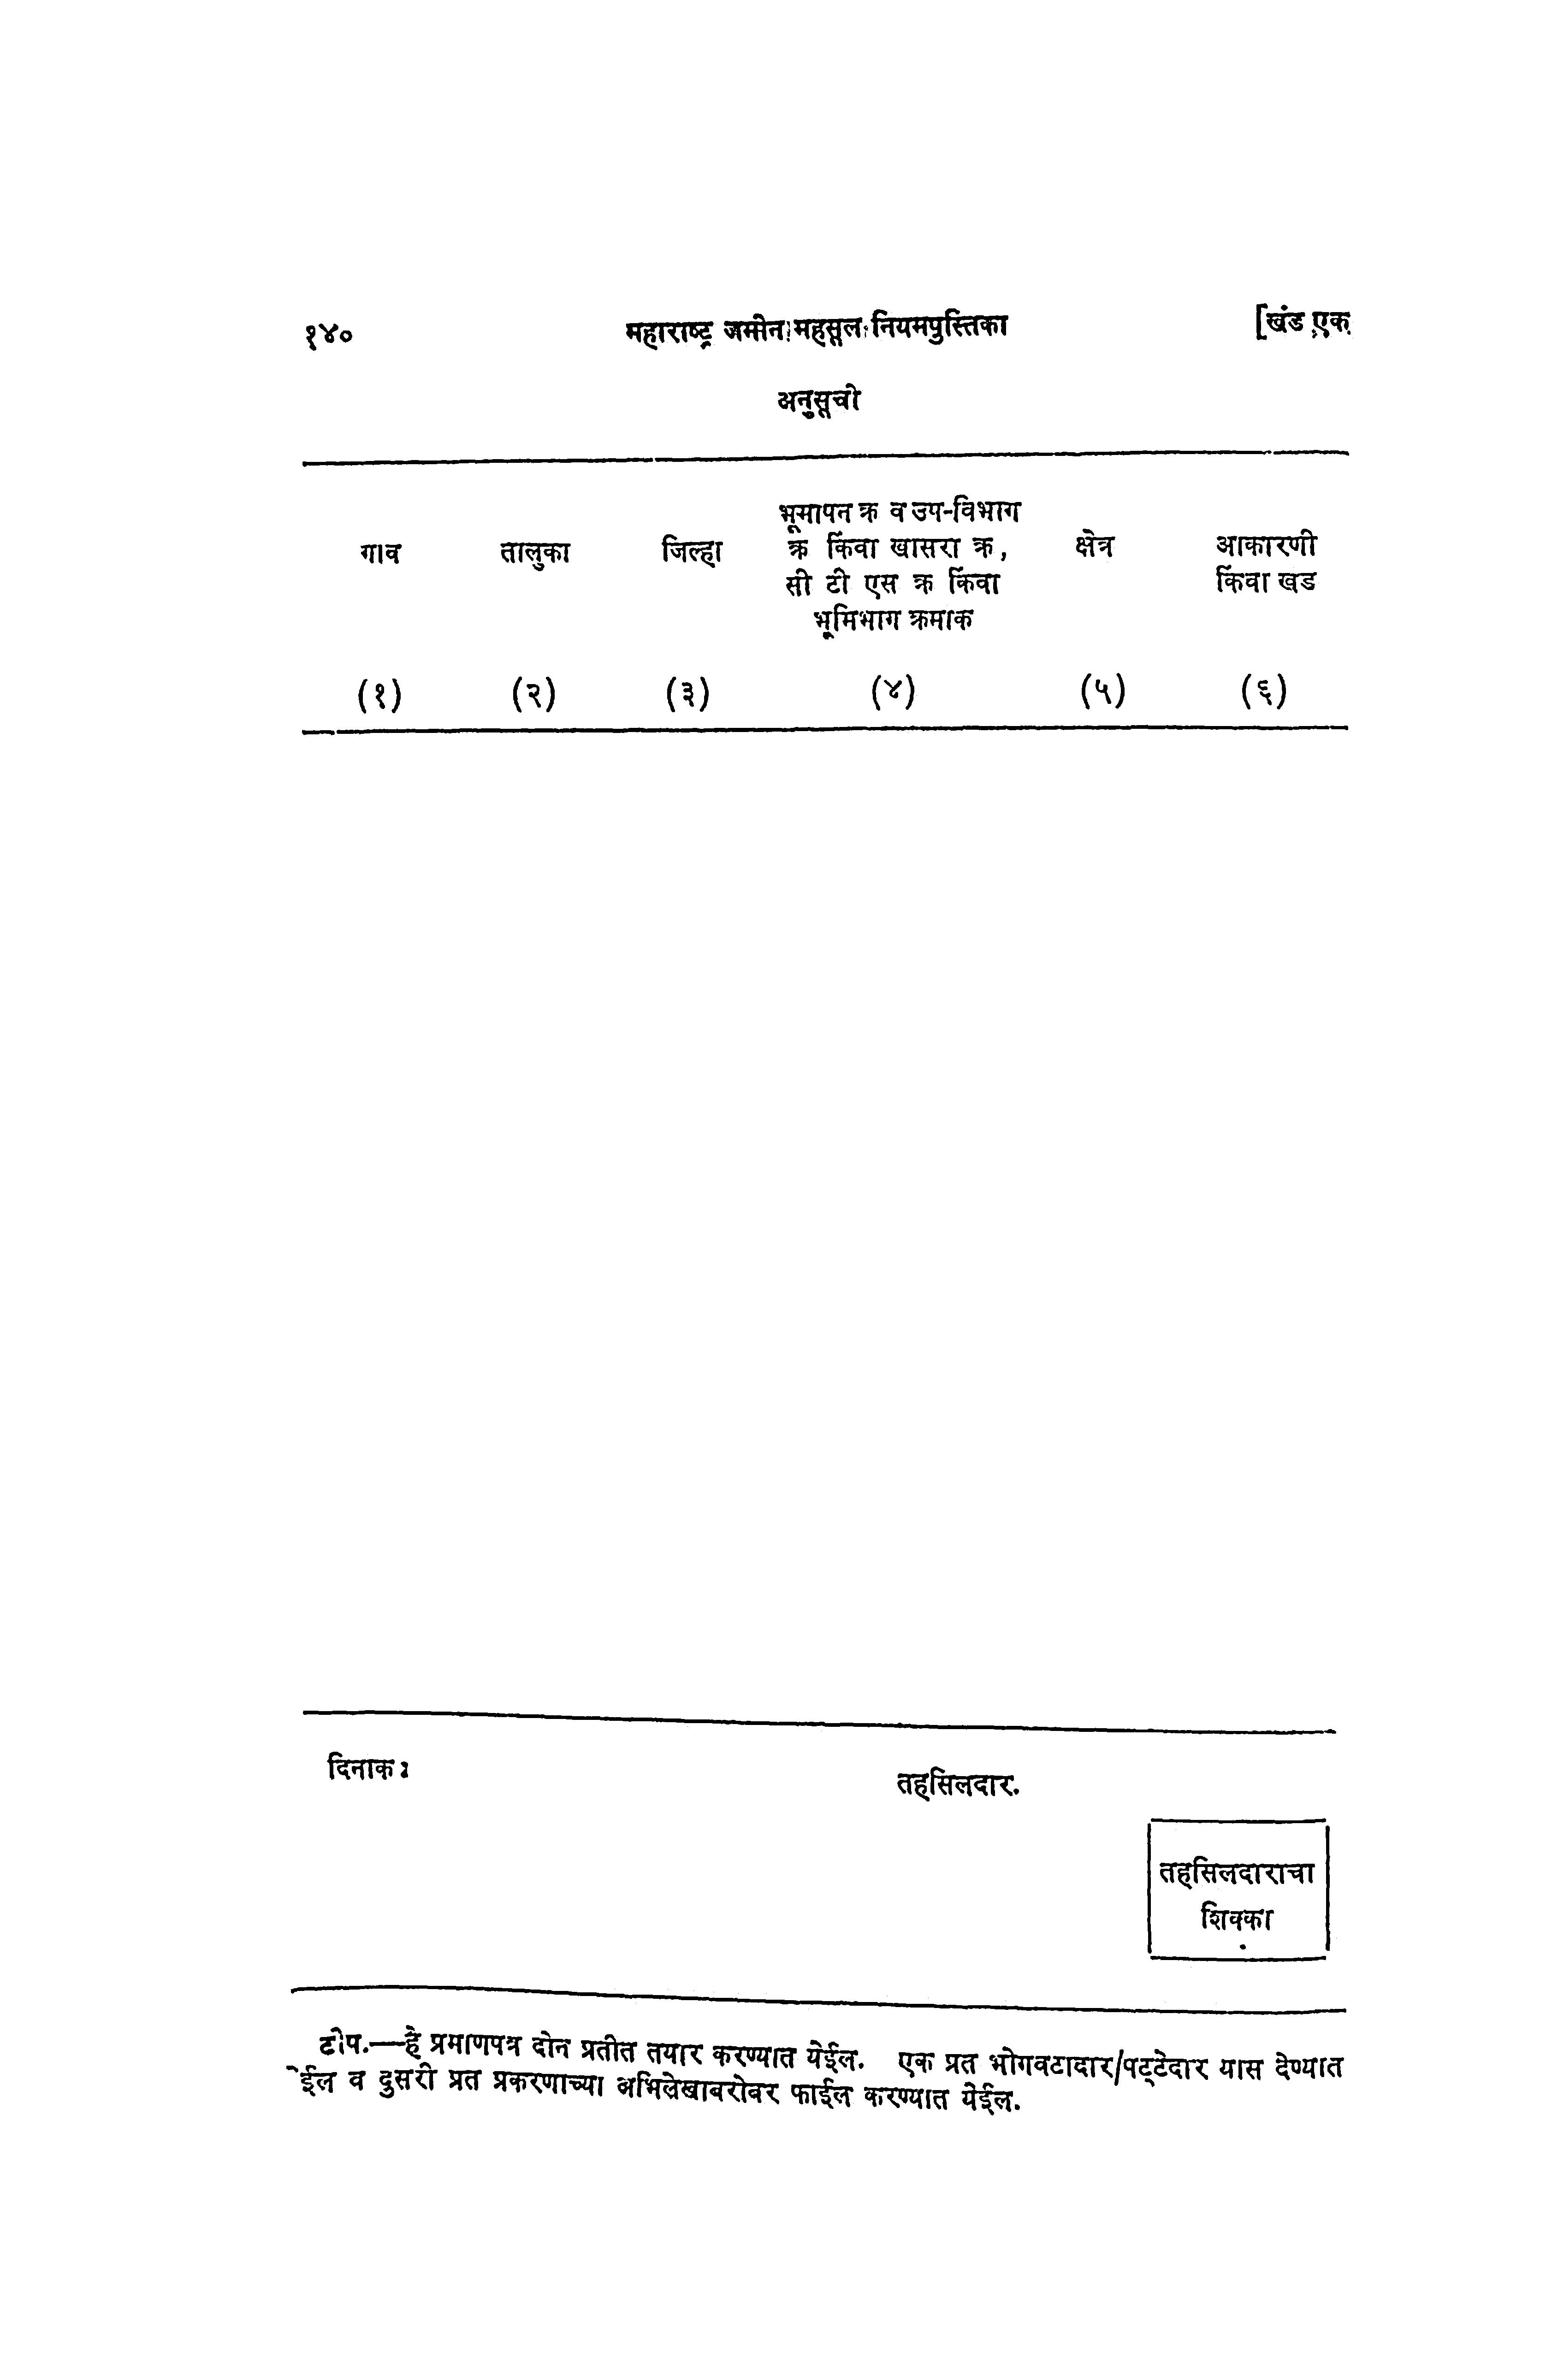 १४० महाराष्ट्र जमीन महसूल नियमपुस्तिका [खंड एक
अनुसूची
गाव तालुका जिल्हा भूमापन क्र व उप-विभाग क्षेत्र आकारणी
क्र किंवा खासरा क्र, किंवा खड
सी टी एस क्र किंवा
भूमिभाग क्रमाक
(१) (२) (३) (४) (५) (६)
दिनाक: तहसिलदार.
तहसिलदाराचा
शिक्का
टीप.—हे प्रमाणपत्र दोन प्रतीत तयार करण्यात येईल. एक प्रत भोगवटादार/पट्टेदार यास देण्यात
येईल व दुसरी प्रत प्रकरणाच्या अभिलेखाबरोबर फाईल करण्यात येईल.